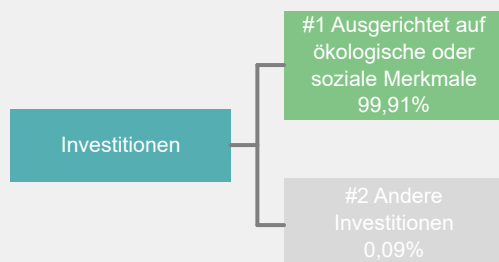 Investitionen
#1 Ausgerichtet auf
ökologische oder
soziale Merkmale
99,91%
#2 Andere
Investitionen
0,09%